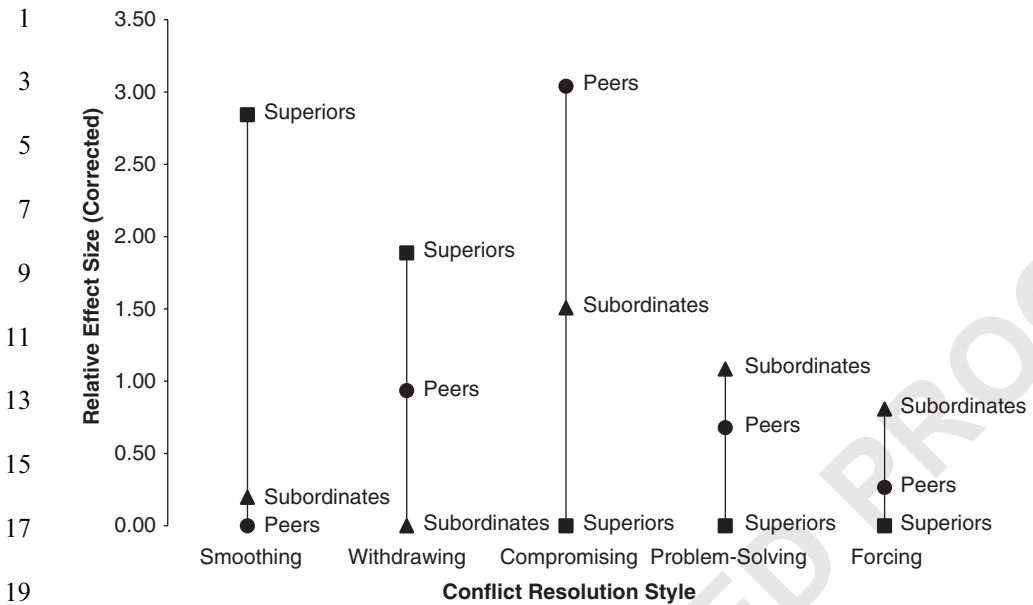 1
3.50
3
3.00
Peers
Superiors
5
2.50
7
2.00
Superiors
9
1.50
Subordinates
11
1.00
Subordinates
13
Peers
Subordinates
Peers
15
0.50
Peers
Subordinates
17
0.00
Peers
Subordinates
Superiors
Superiors
Superiors
Smoothing Withdrawing Compromising Problem-Solving Forcing
19
Conflict Resolution Style
Relative Effect Size (Corrected)